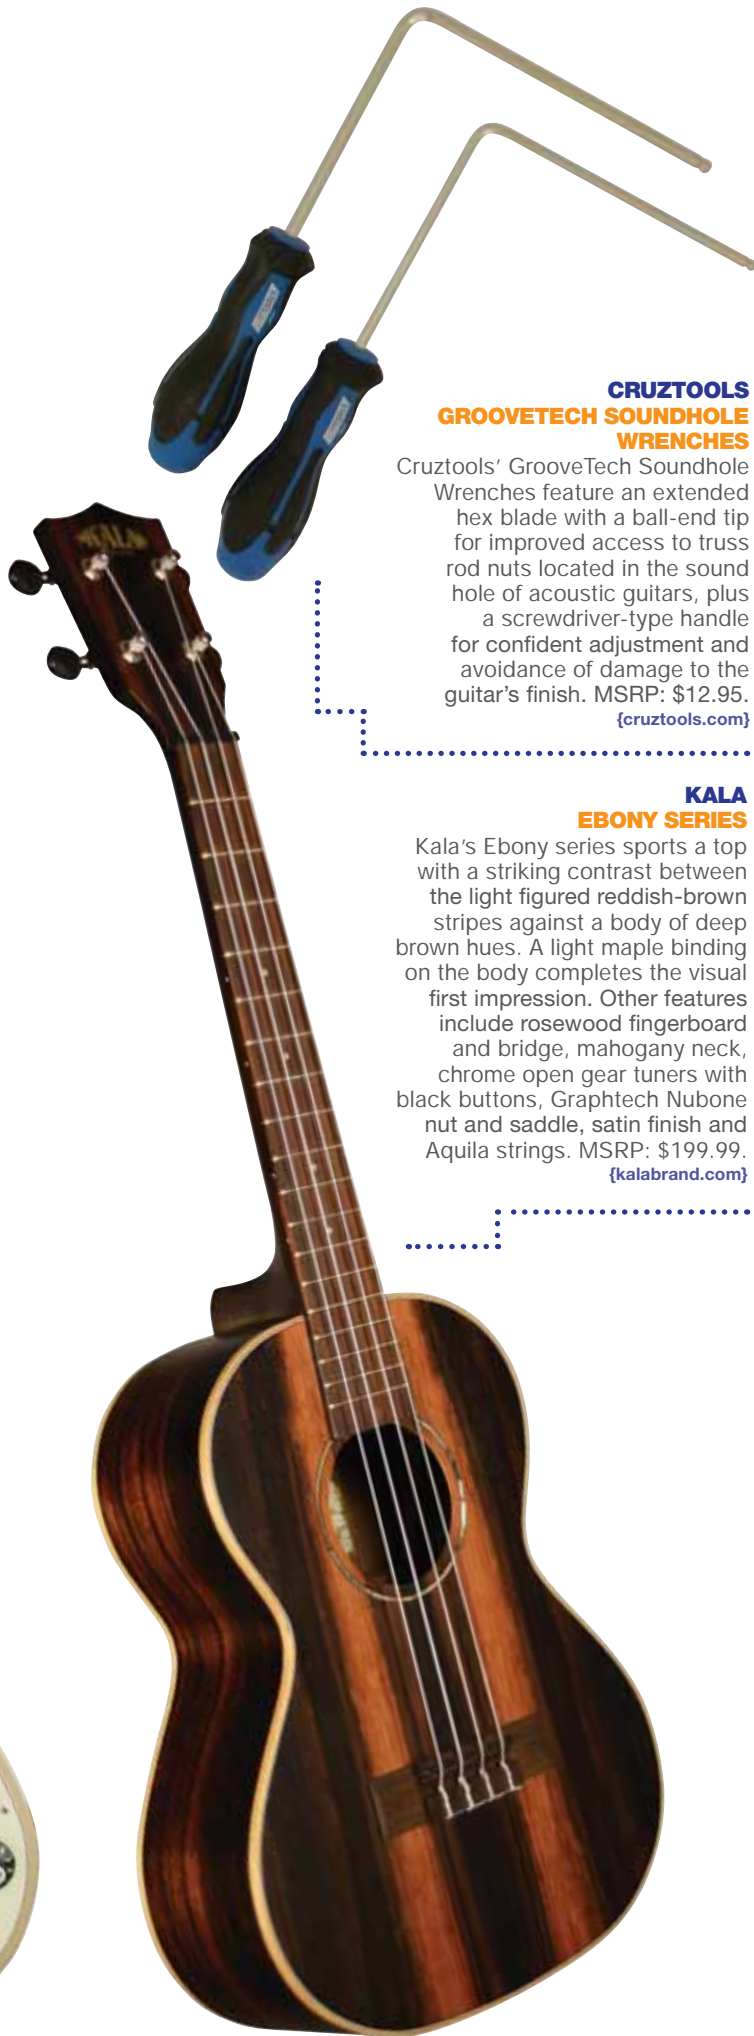 CRUZTOOLS
GROOVETECH SOUNDHOLE
WRENCHES
Cruztools’ GrooveTech Soundhole
Wrenches feature an extended
hex blade with a ball-end tip
for improved access to truss
rod nuts located in the sound
hole of acoustic guitars, plus
a screwdriver-type handle
for confident adjustment and
avoidance of damage to the
guitar’s finish. MSRP: $12.95.
{cruztools.com}
KALA
KALA
EBONY SERIES
Kala’s Ebony series sports a top
with a striking contrast between
the light figured reddish-brown
stripes against a body of deep
brown hues. A light maple binding
on the body completes the visual
first impression. Other features
include rosewood fingerboard
and bridge, mahogany neck,
chrome open gear tuners with
black buttons, Graphtech Nubone
nut and saddle, satin finish and
Aquila strings. MSRP: $199.99.
{kalabrand.com}